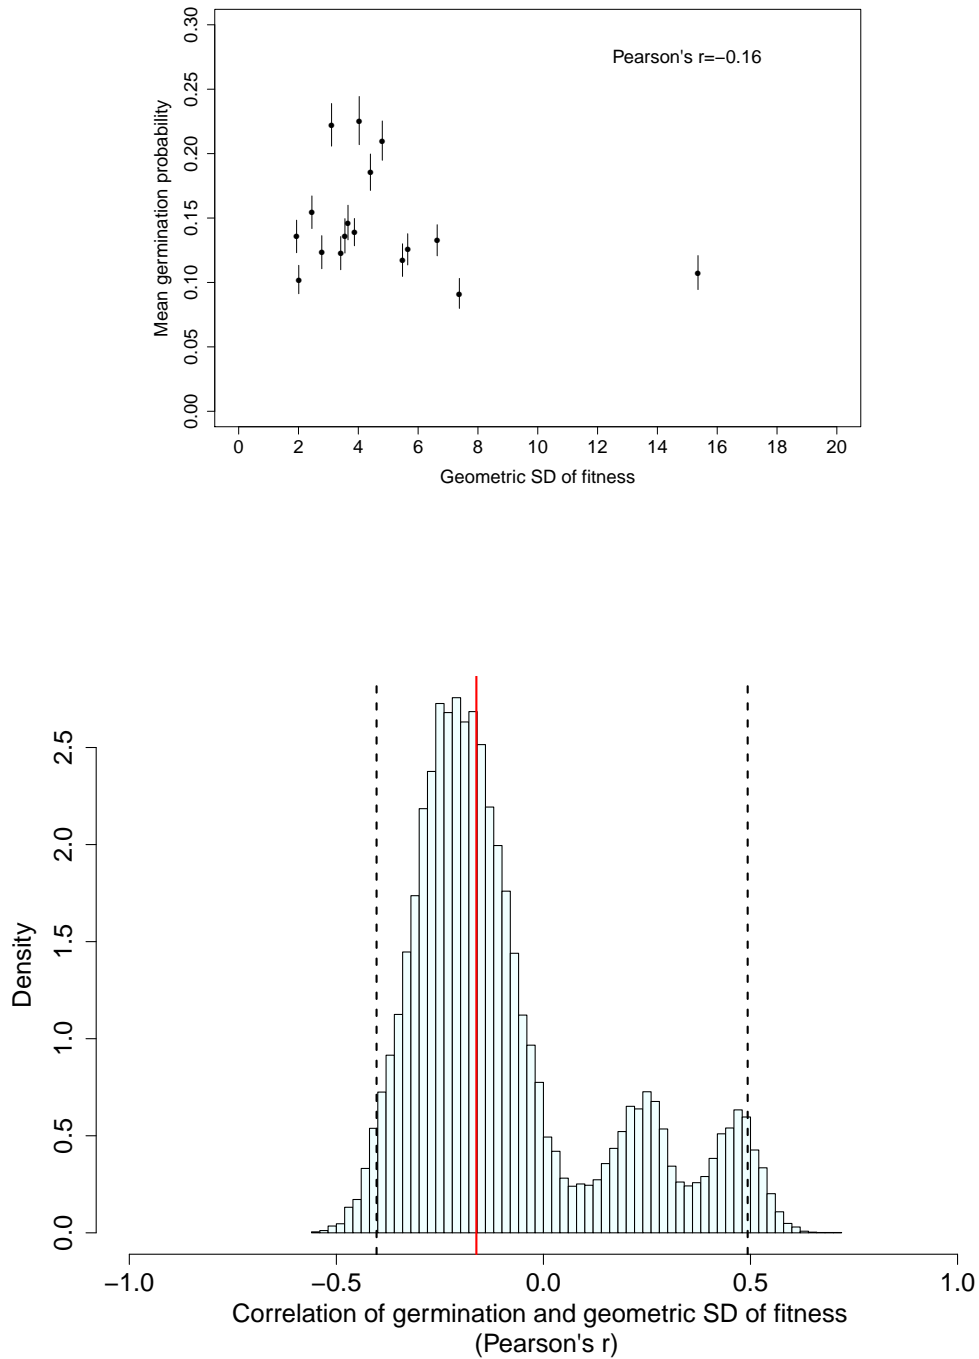 Pearson's r=−0.16
0.30
0.25
0.20
0.15
0.10
0.05
0.00
Mean germination probability
0 2 4 6 8 10 12 14 16 18 20
Geometric SD of fitness
2.5
2.0
1.5
1.0
0.5
0.0
Density
−1.0 −0.5 0.0 0.5 1.0
Correlation of germination and geometric SD of fitness
(Pearson's r)